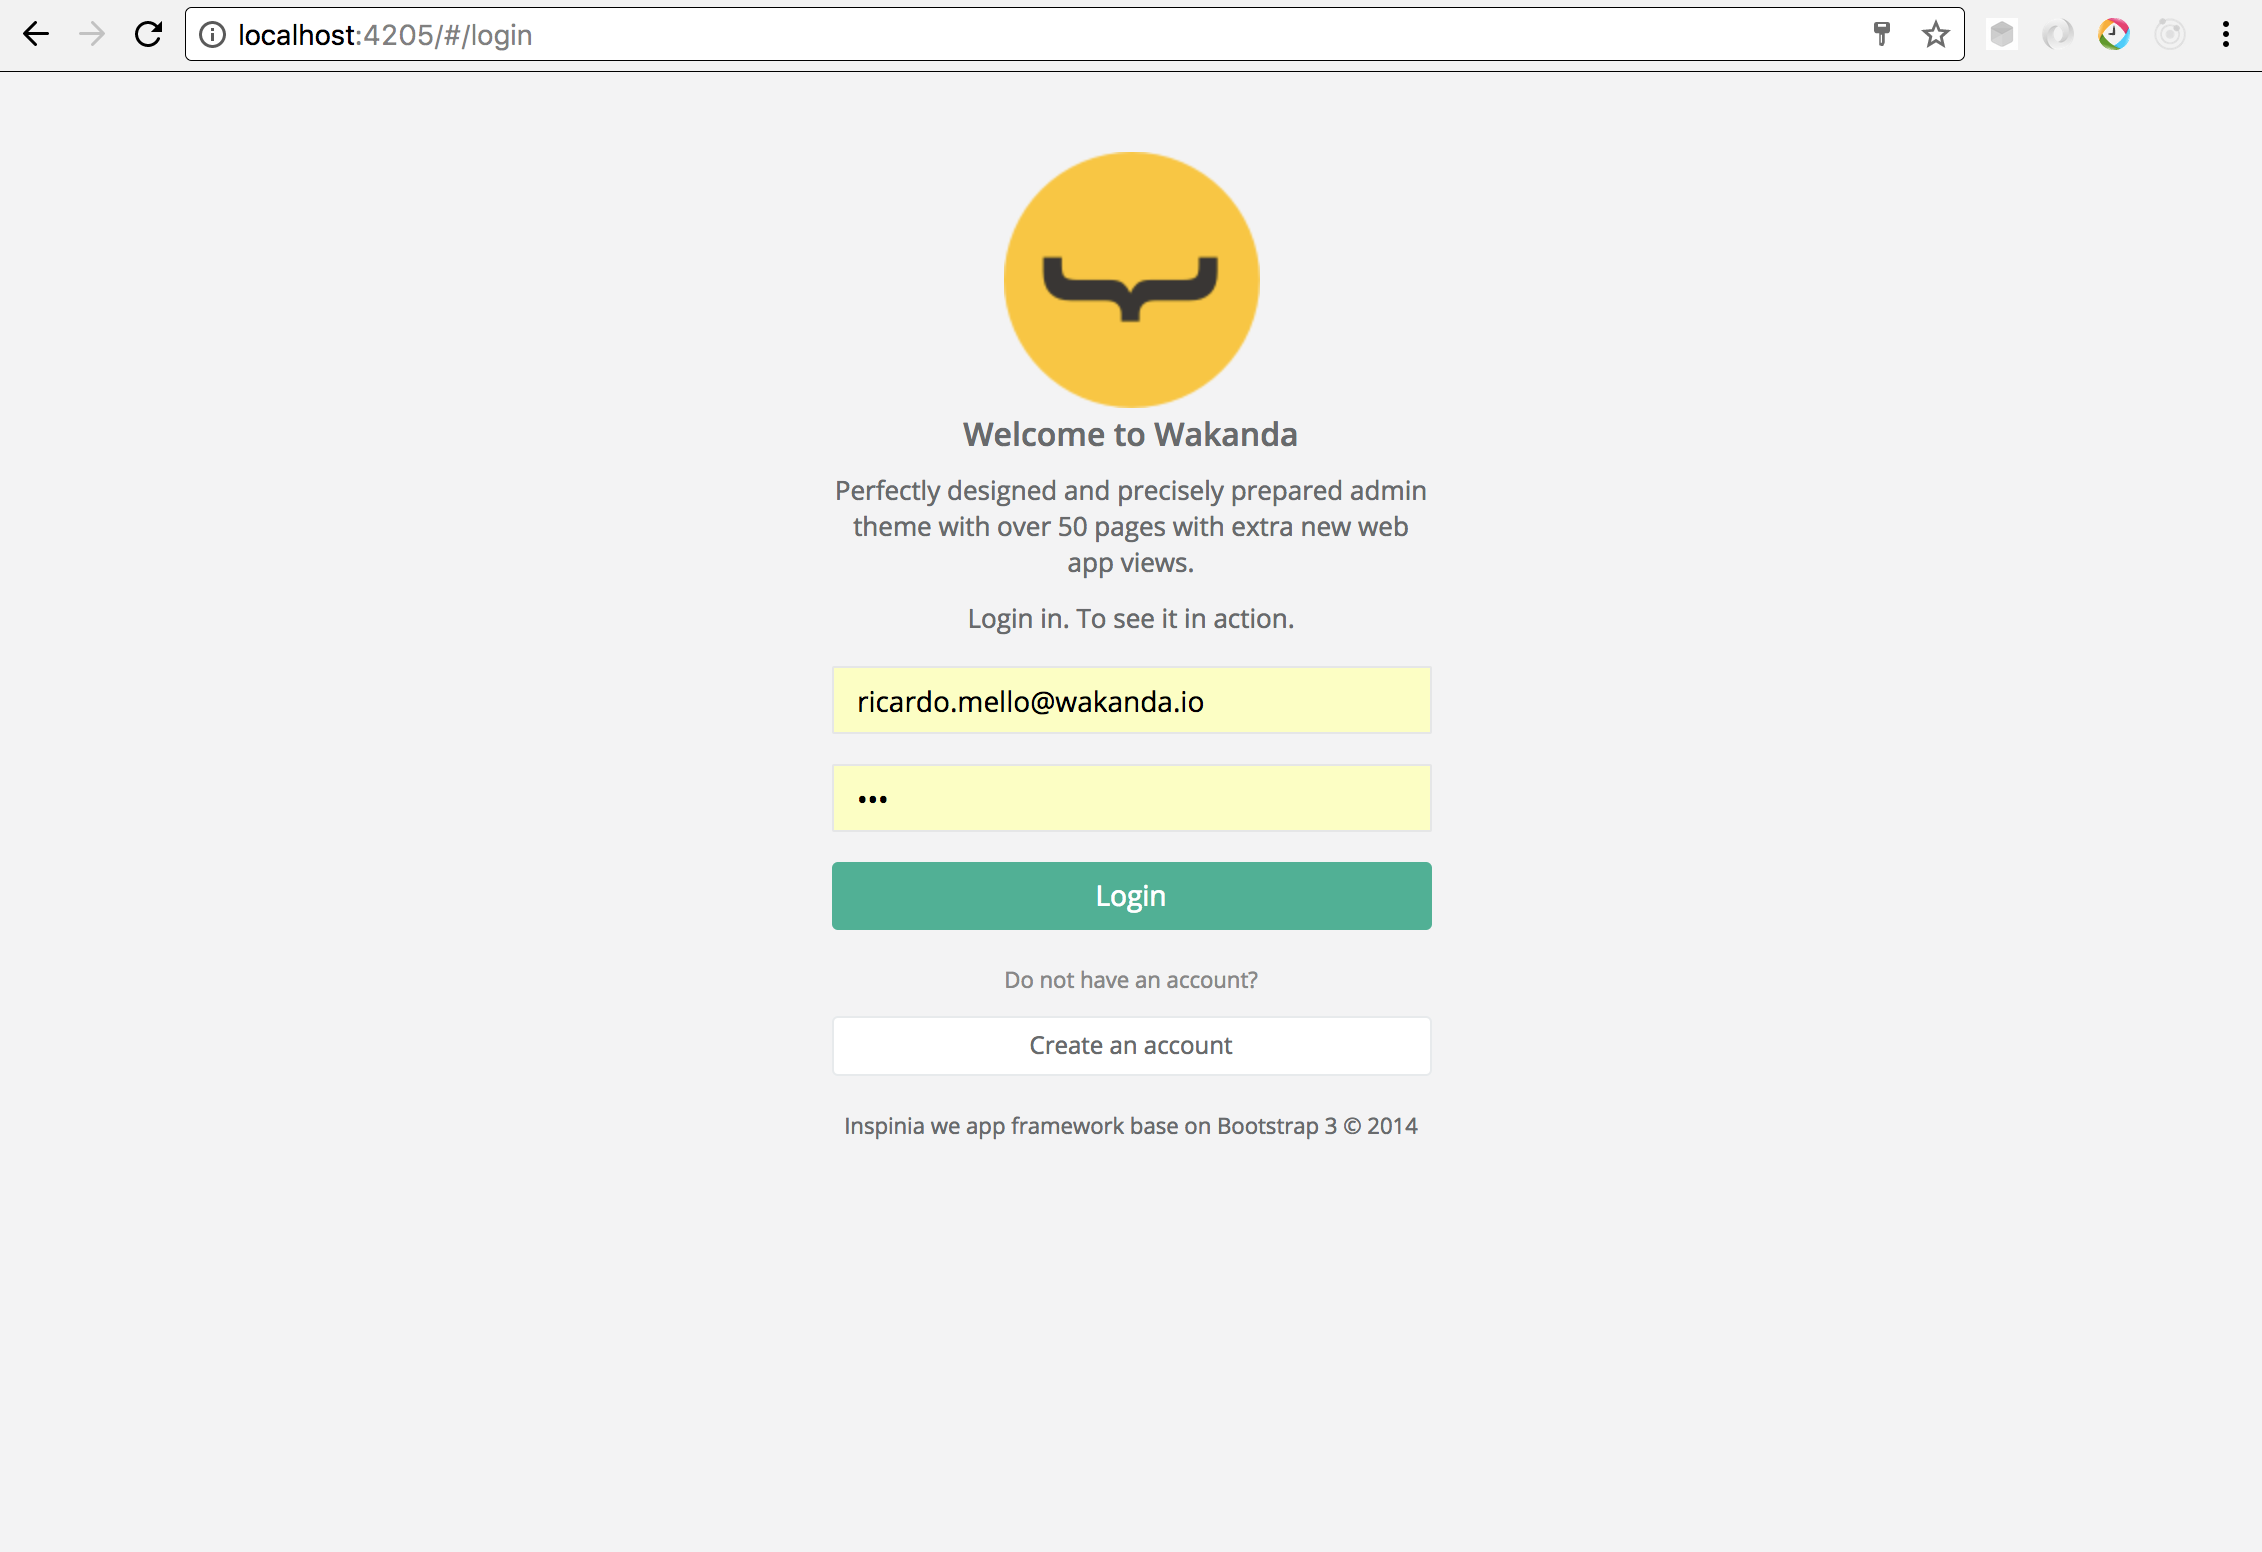 localhost:4205/#/login
Welcome to Wakanda
Perfectly designed and precisely prepared admin
theme with over 50 pages with extra new web
app views.
Login in. To see it in action.
ricardo.mello@wakanda.io
•••
Login
Do not have an account?
Create an account
Inspinia we app framework base on Bootstrap 3 © 2014